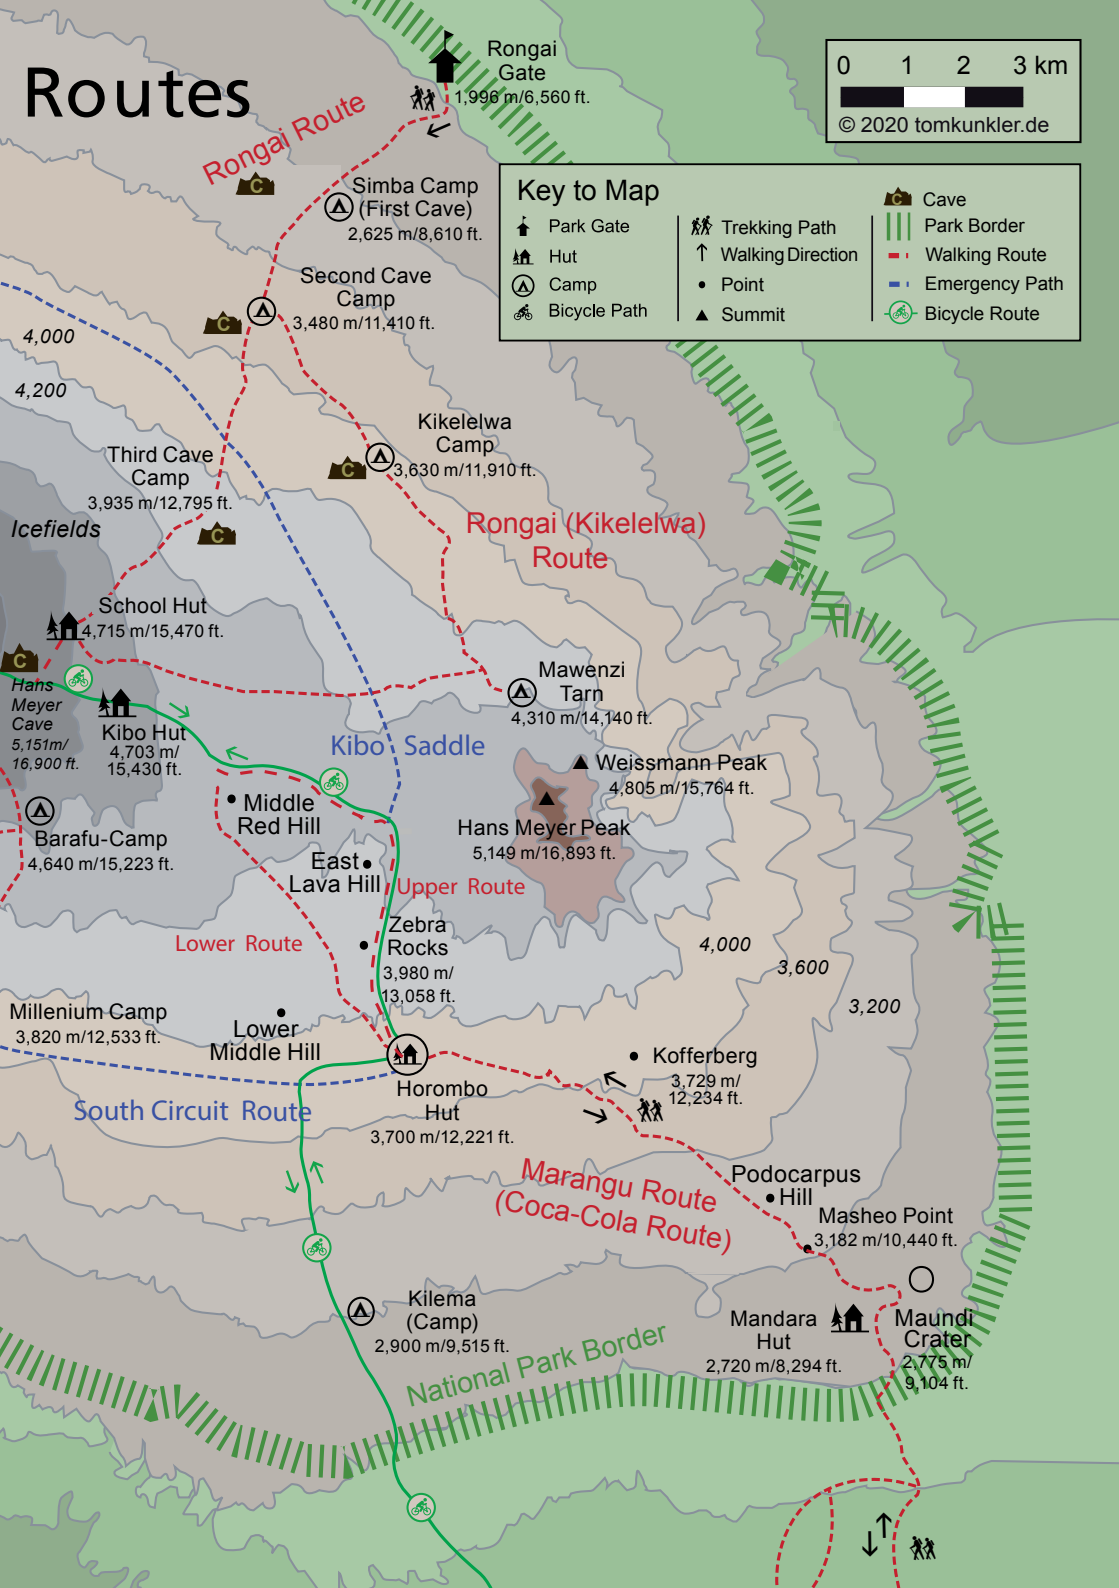 Routes
Rongai
Gate
1,996 m/6,560 ft.
0 1 2 3 km
© 2020 tomkunkler.de
Rongai Route
C
Simba Camp
(First Cave)
2,625 m/8,610 ft.
Key to Map
Park Gate
Hut
Camp
Bicycle Path
Trekking Path
Walking Direction
Point
Summit
C
Cave
Park Border
Walking Route
Emergency Path
Bicycle Route
Second Cave
Camp
3,480 m/11,410 ft.
C
4,000
4,200
Kikelelwa
Camp
3,630 m/11,910 ft.
C
Third Cave
Camp
3,935 m/12,795 ft.
C
Icefields
Rongai (Kikelelwa)
Route
School Hut
4,715 m/15,470 ft.
C
Hans
Meyer
Cave
5,151m/
16,900 ft.
Kibo Hut
4,703 m/
15,430 ft.
Mawenzi
Tarn
4,310 m/14,140 ft.
Kibo Saddle
Weissmann Peak
4,805 m/15,764 ft.
Middle
Red Hill
Barafu-Camp
4,640 m/15,223 ft.
Hans Meyer Peak
5,149 m/16,893 ft.
East
Lava Hill
Upper Route
Lower Route
Zebra
Rocks
3,980 m/
13,058 ft.
4,000
3,600
3,200
Millenium Camp
3,820 m/12,533 ft.
Lower
Middle Hill
Kofferberg
3,729 m/
12,234 ft.
Horombo
Hut
3,700 m/12,221 ft.
South Circuit Route
Marangu Route
(Coca-Cola Route)
Podocarpus
Hill
Masheo Point
3,182 m/10,440 ft.
Kilema
(Camp)
2,900 m/9,515 ft.
Mandara
Hut
2,720 m/8,294 ft.
Maundi
Crater
2,775 m/
9,104 ft.
National Park Border